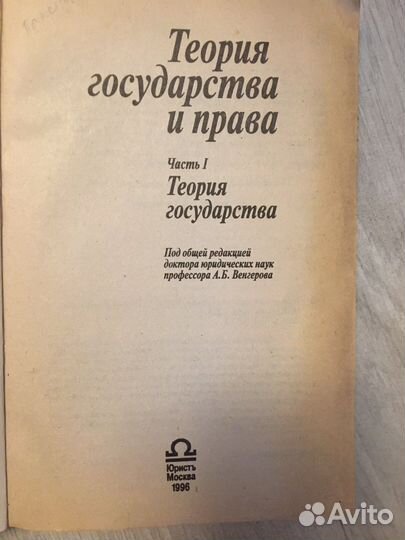 Теория
государства
и права
Часть I
Теория
государства
Под общей редакцией
доктора юридических наук
профессора А.Б. Венгерова
Юристъ
Москва
1996
Avito